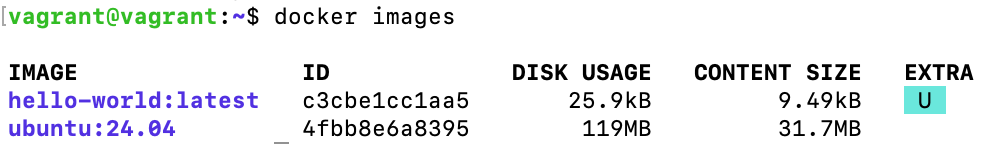 [vagrant@vagrant:~$ docker images
IMAGE ID DISK USAGE CONTENT SIZE EXTRA
hello-world:latest c3cbe1cc1aa5 25.9kB 9.49kB U
ubuntu:24.04 4fbb8e6a8395 119MB 31.7MB